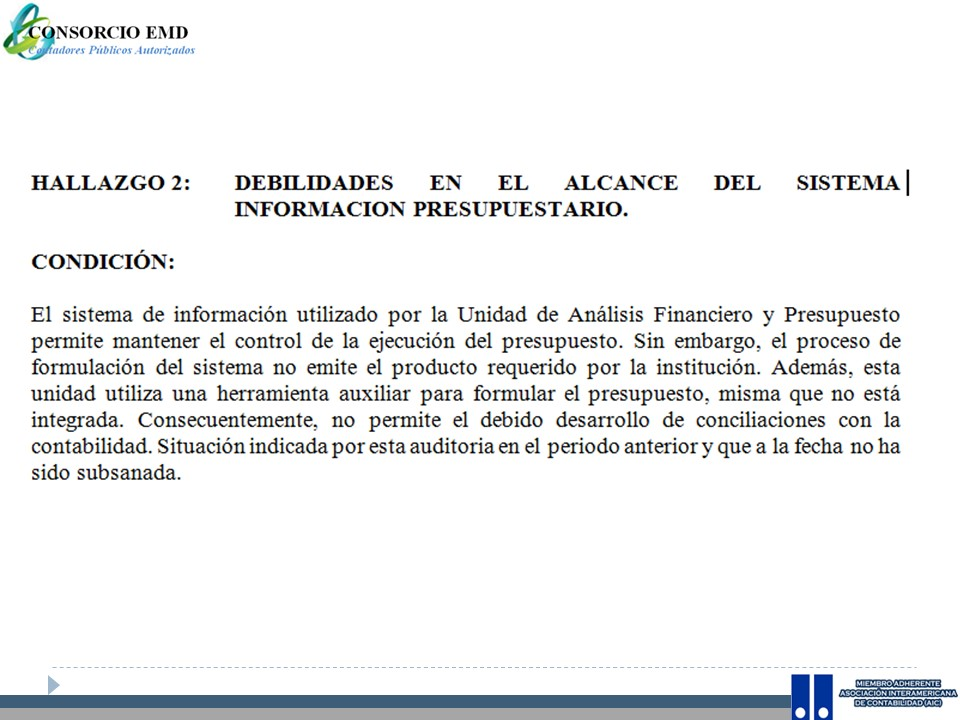 CONSORCIO EMD
Contadores Públicos Autorizados
HALLAZGO 2: DEBILIDADES EN EL ALCANCE DEL SISTEMA
INFORMACION PRESUPUESTARIO.
CONDICIÓN:
El sistema de información utilizado por la Unidad de Análisis Financiero y Presupuesto
permite mantener el control de la ejecución del presupuesto. Sin embargo, el proceso de
formulación del sistema no emite el producto requerido por la institución. Además, esta
unidad utiliza una herramienta auxiliar para formular el presupuesto, misma que no está
integrada. Consecuentemente, no permite el debido desarrollo de conciliaciones con la
contabilidad. Situación indicada por esta auditoria en el periodo anterior y que a la fecha no ha
sido subsanada.
MIEMBRO ADHERENTE
ASOCIACIÓN INTERAMERICANA
DE CONTABILIDAD (AIC)